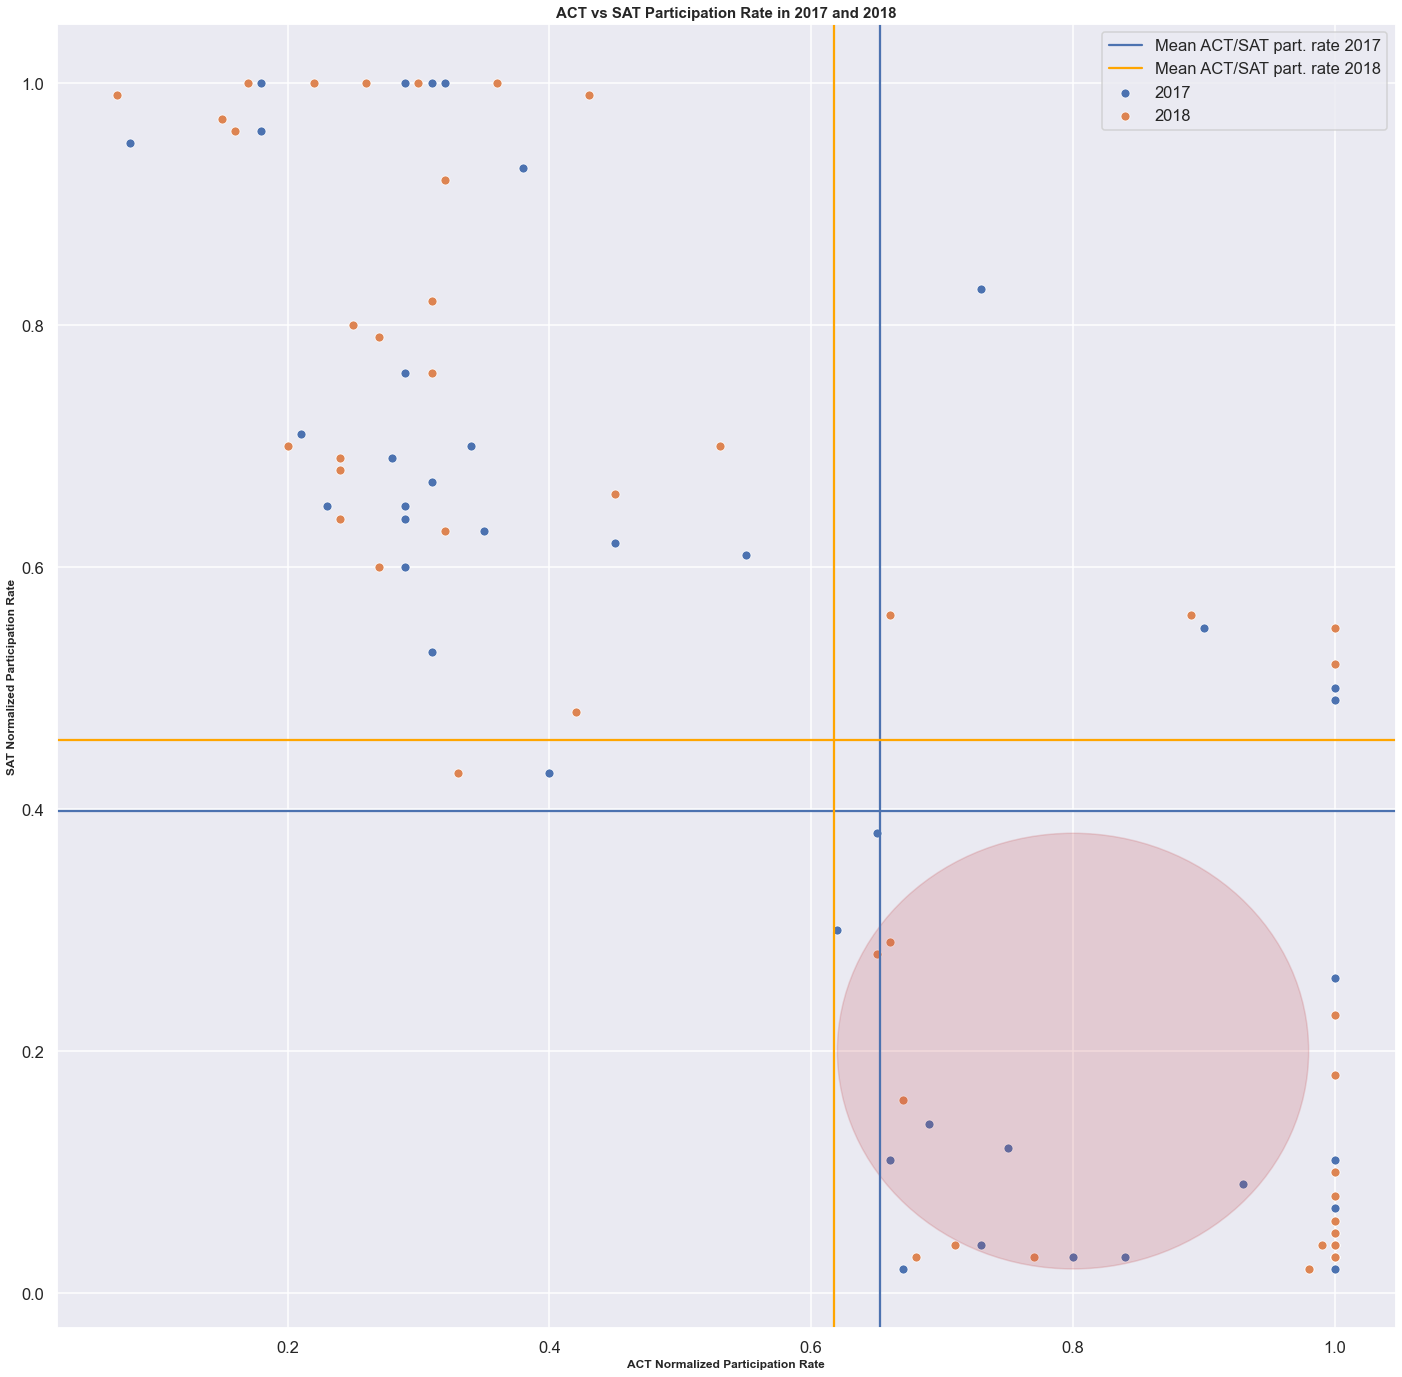 ACT vs SAT Participation Rate in 2017 and 2018
Mean ACT/SAT part. rate 2017
Mean ACT/SAT part. rate 2018
2017
2018
1.0
0.8
0.6
0.4
0.2
0.0
SAT Normalized Participation Rate
0.2 0.4 0.6 0.8 1.0
ACT Normalized Participation Rate